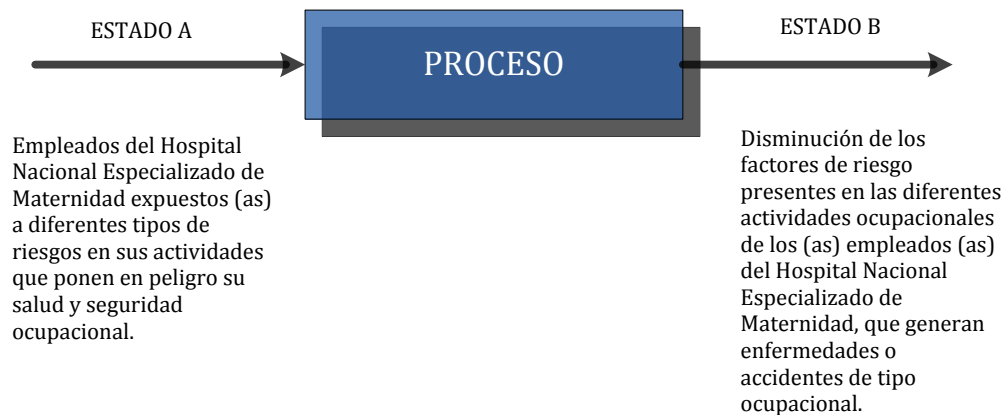 ESTADO A
PROCESO
ESTADO B
Empleados del Hospital
Nacional Especializado de
Maternidad expuestos (as)
a diferentes tipos de
riesgos en sus actividades
que ponen en peligro su
salud y seguridad
ocupacional.
Disminución de los
factores de riesgo
presentes en las diferentes
actividades ocupacionales
de los (as) empleados (as)
del Hospital Nacional
Especializado de
Maternidad, que generan
enfermedades o
accidentes de tipo
ocupacional.